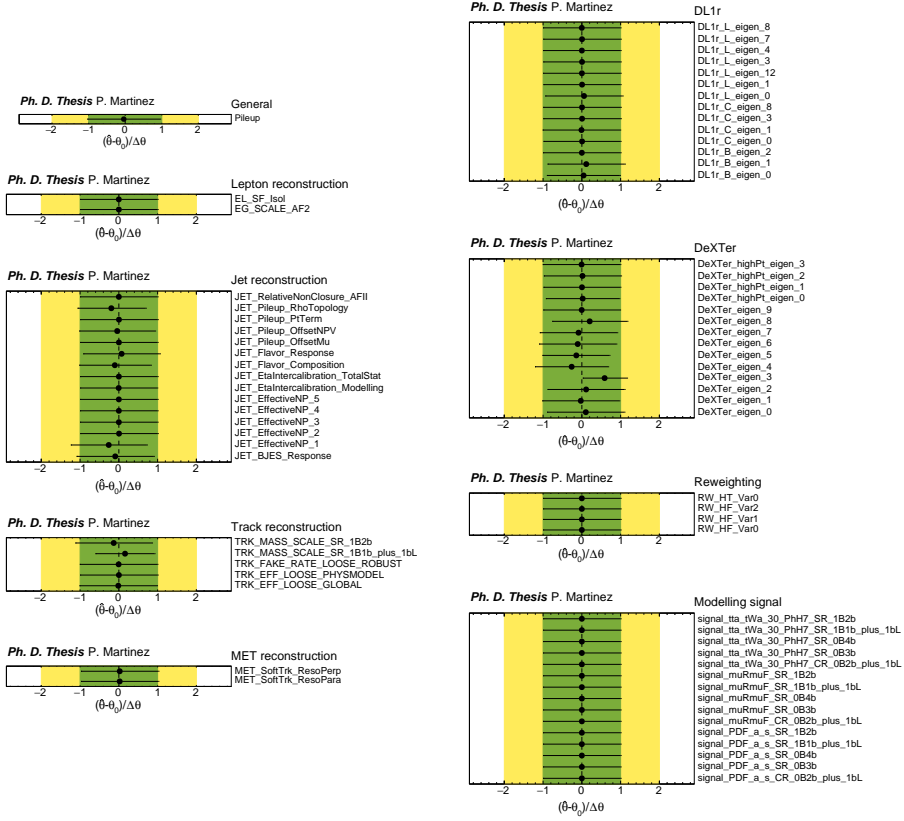 Ph. D. Thesis P. Martinez
General
Pileup
−2 −1 0 1 2
(θ̂-θ₀)/Δθ
Ph. D. Thesis P. Martinez
Lepton reconstruction
EL_SF_Isol
EG_SCALE_AF2
−2 −1 0 1 2
(θ̂-θ₀)/Δθ
Ph. D. Thesis P. Martinez
Jet reconstruction
JET_RelativeNonClosure_AFII
JET_Pileup_RhoTopology
JET_Pileup_PtTerm
JET_Pileup_OffsetNPV
JET_Pileup_OffsetMu
JET_Flavor_Response
JET_Flavor_Composition
JET_EtaIntercalibration_TotalStat
JET_EtaIntercalibration_Modelling
JET_EffectiveNP_5
JET_EffectiveNP_4
JET_EffectiveNP_3
JET_EffectiveNP_2
JET_EffectiveNP_1
JET_BJES_Response
−2 −1 0 1 2
(θ̂-θ₀)/Δθ
Ph. D. Thesis P. Martinez
Track reconstruction
TRK_MASS_SCALE_SR_1B2b
TRK_MASS_SCALE_SR_1B1b_plus_1bL
TRK_FAKE_RATE_LOOSE_ROBUST
TRK_EFF_LOOSE_PHYSMODEL
TRK_EFF_LOOSE_GLOBAL
−2 −1 0 1 2
(θ̂-θ₀)/Δθ
Ph. D. Thesis P. Martinez
MET reconstruction
MET_SoftTrk_ResoPerp
MET_SoftTrk_ResoPara
−2 −1 0 1 2
(θ̂-θ₀)/Δθ
Ph. D. Thesis P. Martinez
DL1r
DL1r_L_eigen_8
DL1r_L_eigen_7
DL1r_L_eigen_4
DL1r_L_eigen_3
DL1r_L_eigen_12
DL1r_L_eigen_1
DL1r_L_eigen_0
DL1r_C_eigen_8
DL1r_C_eigen_3
DL1r_C_eigen_1
DL1r_C_eigen_0
DL1r_B_eigen_2
DL1r_B_eigen_1
DL1r_B_eigen_0
−2 −1 0 1 2
(θ̂-θ₀)/Δθ
Ph. D. Thesis P. Martinez
DeXTer
DeXTer_highPt_eigen_3
DeXTer_highPt_eigen_2
DeXTer_highPt_eigen_1
DeXTer_highPt_eigen_0
DeXTer_eigen_9
DeXTer_eigen_8
DeXTer_eigen_7
DeXTer_eigen_6
DeXTer_eigen_5
DeXTer_eigen_4
DeXTer_eigen_3
DeXTer_eigen_2
DeXTer_eigen_1
DeXTer_eigen_0
−2 −1 0 1 2
(θ̂-θ₀)/Δθ
Ph. D. Thesis P. Martinez
Reweighting
RW_HT_Var0
RW_HF_Var2
RW_HF_Var1
RW_HF_Var0
−2 −1 0 1 2
(θ̂-θ₀)/Δθ
Ph. D. Thesis P. Martinez
Modelling signal
signal_tta_tWa_30_PhH7_SR_1B2b
signal_tta_tWa_30_PhH7_SR_1B1b_plus_1bL
signal_tta_tWa_30_PhH7_SR_0B4b
signal_tta_tWa_30_PhH7_SR_0B3b
signal_tta_tWa_30_PhH7_CR_0B2b_plus_1bL
signal_muRmuF_SR_1B2b
signal_muRmuF_SR_1B1b_plus_1bL
signal_muRmuF_SR_0B4b
signal_muRmuF_SR_0B3b
signal_muRmuF_CR_0B2b_plus_1bL
signal_PDF_a_s_SR_1B2b
signal_PDF_a_s_SR_1B1b_plus_1bL
signal_PDF_a_s_SR_0B4b
signal_PDF_a_s_SR_0B3b
signal_PDF_a_s_CR_0B2b_plus_1bL
−2 −1 0 1 2
(θ̂-θ₀)/Δθ